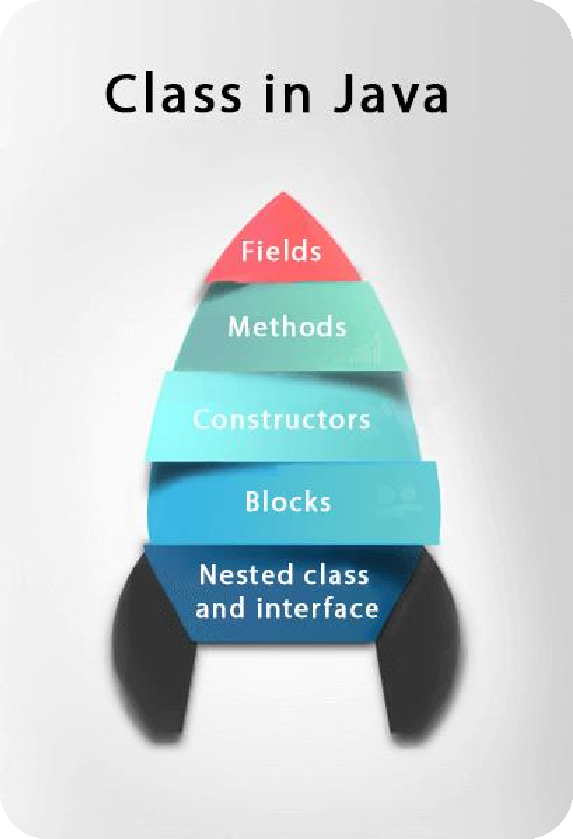 Class in Java
Fields
Methods
Constructors
Blocks
Nested class
and interface